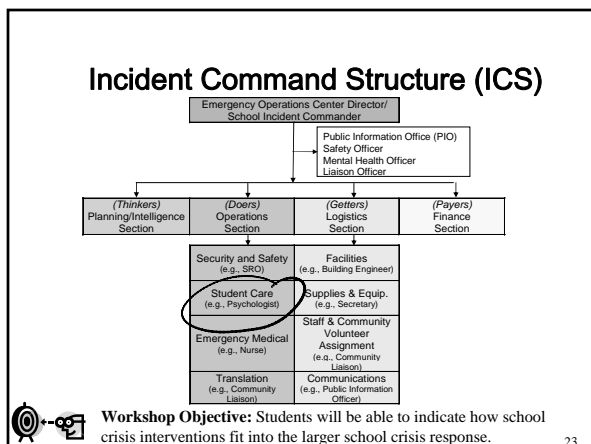 Incident Command Structure (ICS)
Emergency Operations Center Director/
School Incident Commander
Public Information Office (PIO)
Safety Officer
Mental Health Officer
Liaison Officer
(Thinkers)
Planning/Intelligence
Section
(Doers)
Operations
Section
(Getters)
Logistics
Section
(Payers)
Finance
Section
Security and Safety
(e.g., SRO)
Student Care
(e.g., Psychologist)
Emergency Medical
(e.g., Nurse)
Translation
(e.g., Community
Liaison)
Facilities
(e.g., Building Engineer)
Supplies & Equip.
(e.g., Secretary)
Staff & Community
Volunteer
Assignment
(e.g., Community
Liaison)
Communications
(e.g., Public Information
Officer)
Workshop Objective: Students will be able to indicate how school
crisis interventions fit into the larger school crisis response.
23